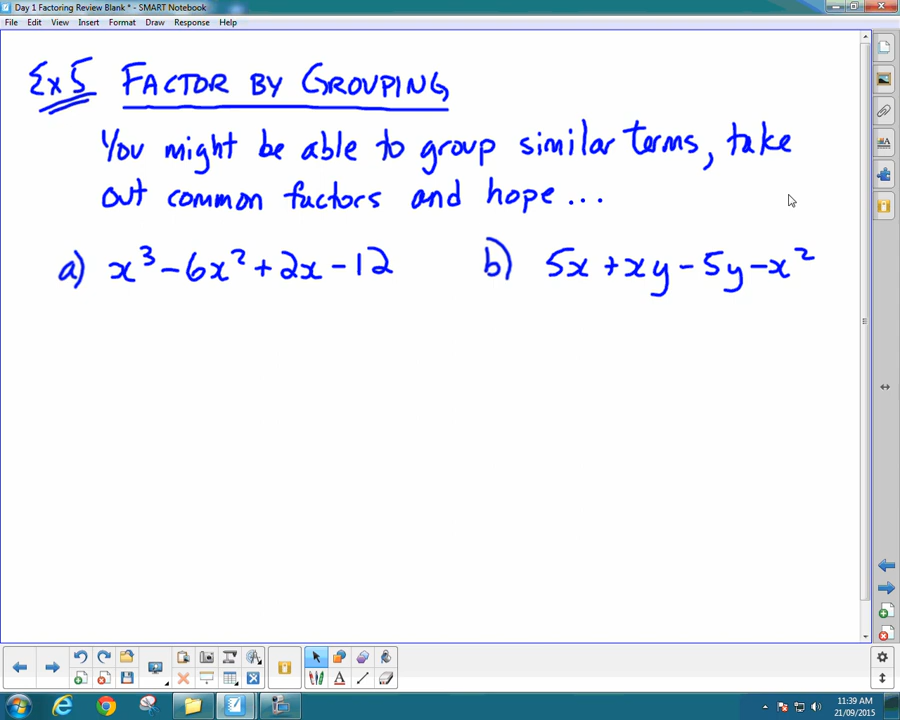 Day 1 Factoring Review Blank * - SMART Notebook
File Edit View Insert Format Draw Response Help
Ex 5 FACTOR BY GROUPING
You might be able to group similar terms, take
out common factors and hope...
a) x³ - 6x² + 2x - 12 b) 5x + xy - 5y - x²
11:39 AM
21/09/2015